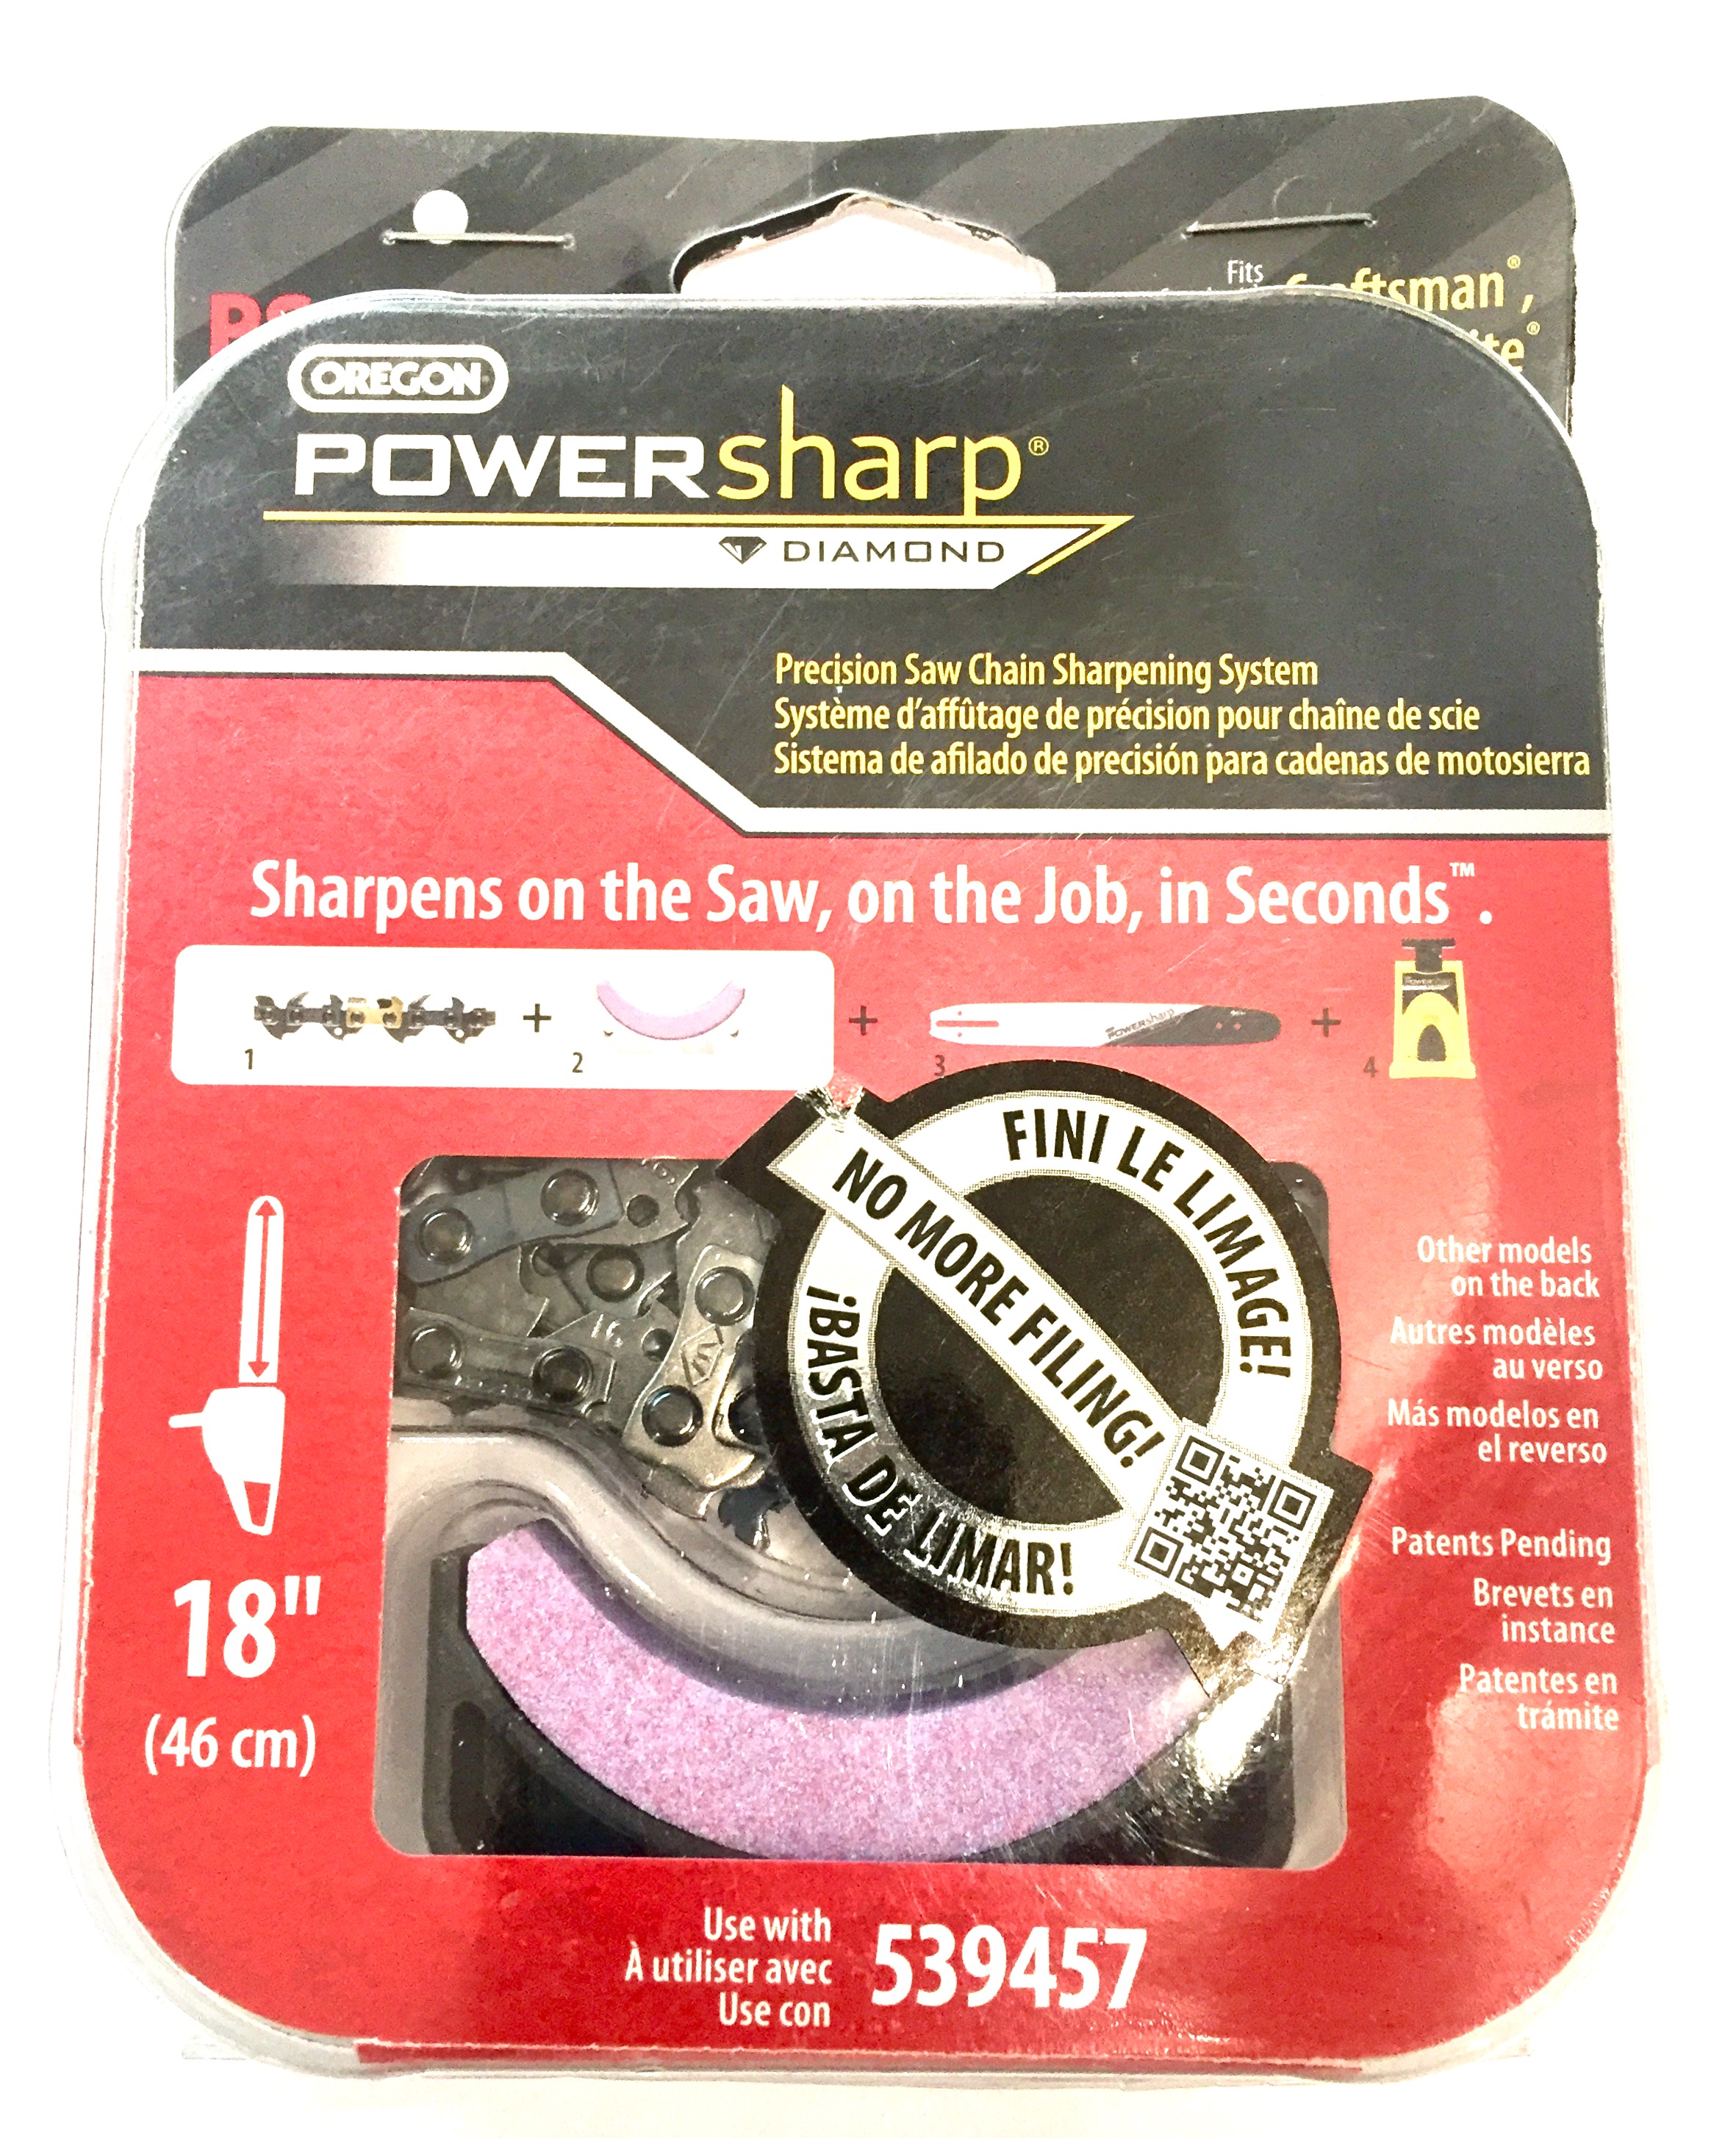 Fits
OREGON
POWERsharp®
DIAMOND
Precision Saw Chain Sharpening System
Système d'affûtage de précision pour chaîne de scie
Sistema de afilado de precisión para cadenas de motosierra
Sharpens on the Saw, on the Job, in Seconds™.
1 + 2 + 3 + 4
POWERsharp
FINI LE LIMAGE!
NO MORE FILING!
¡BASTA DE LIMAR!
Other models
on the back
Autres modèles
au verso
Más modelos en
el reverso
Patents Pending
Brevets en
instance
Patentes en
trámite
18"
(46 cm)
Use with
À utiliser avec
Use con
539457